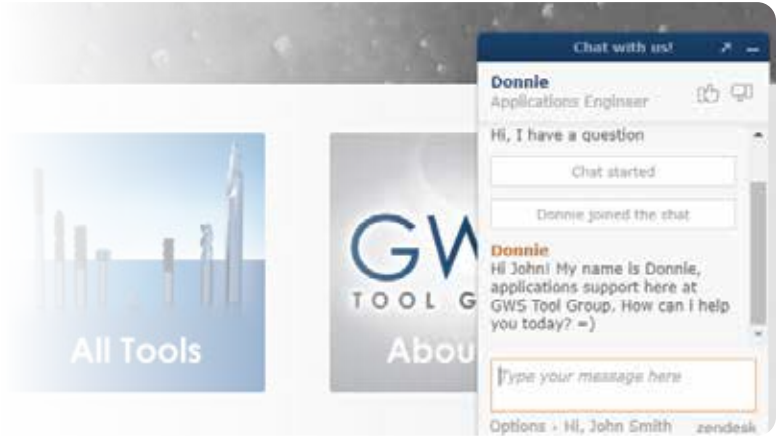 Chat with us!
Donnie
Applications Engineer
Hi, I have a question
Chat started
Donnie joined the chat
Donnie
Hi John! My name is Donnie,
applications support here at
GWS Tool Group. How can I help
you today? =)
Type your message here
Options - Hi, John Smith
zendesk
All Tools
GW
TOOL G
Abou